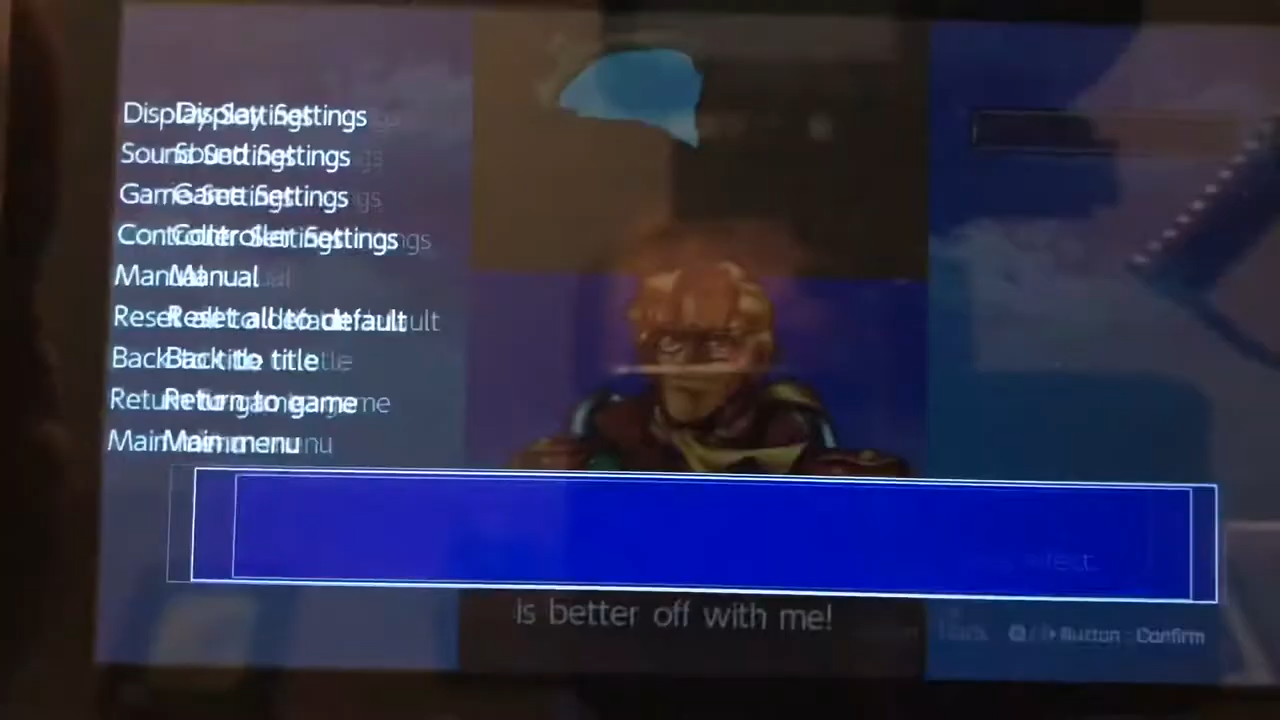 Display Settings
Sound Settings
Game Settings
Controller Settings
Manual
Reset all to default
Back to title
Return to game
Main menu
effect.
is better off with me!
Button : Confirm